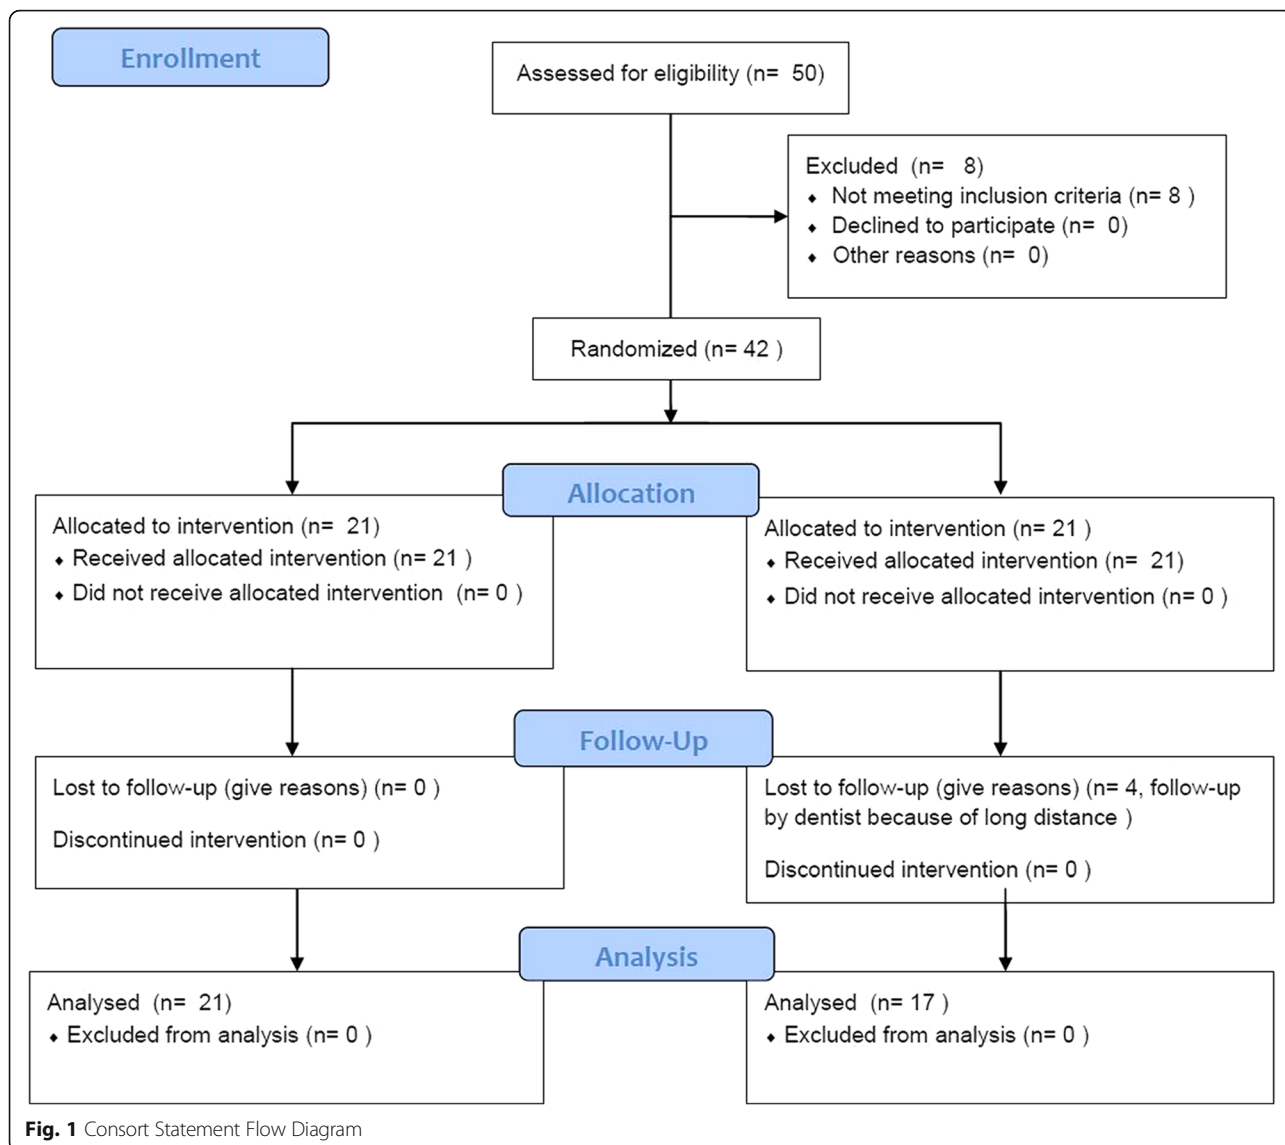 Enrollment
Assessed for eligibility (n=  50)
Excluded  (n=   8)
♦ Not meeting inclusion criteria (n= 8 )
♦ Declined to participate (n=  0)
♦ Other reasons (n=  0)
Randomized (n= 42 )
Allocation
Allocated to intervention (n=  21)
♦ Received allocated intervention (n= 21 )
♦ Did not receive allocated intervention  (n= 0 )
Allocated to intervention (n= 21 )
♦ Received allocated intervention (n=  21)
♦ Did not receive allocated intervention (n= 0 )
Follow-Up
Lost to follow-up (give reasons) (n= 0 )
Discontinued intervention (n= 0 )
Lost to follow-up (give reasons) (n= 4, follow-up
by dentist because of long distance )
Discontinued intervention (n= 0 )
Analysis
Analysed  (n=  21)
♦ Excluded from analysis (n= 0 )
Analysed  (n= 17 )
♦ Excluded from analysis (n= 0 )
Fig. 1 Consort Statement Flow Diagram